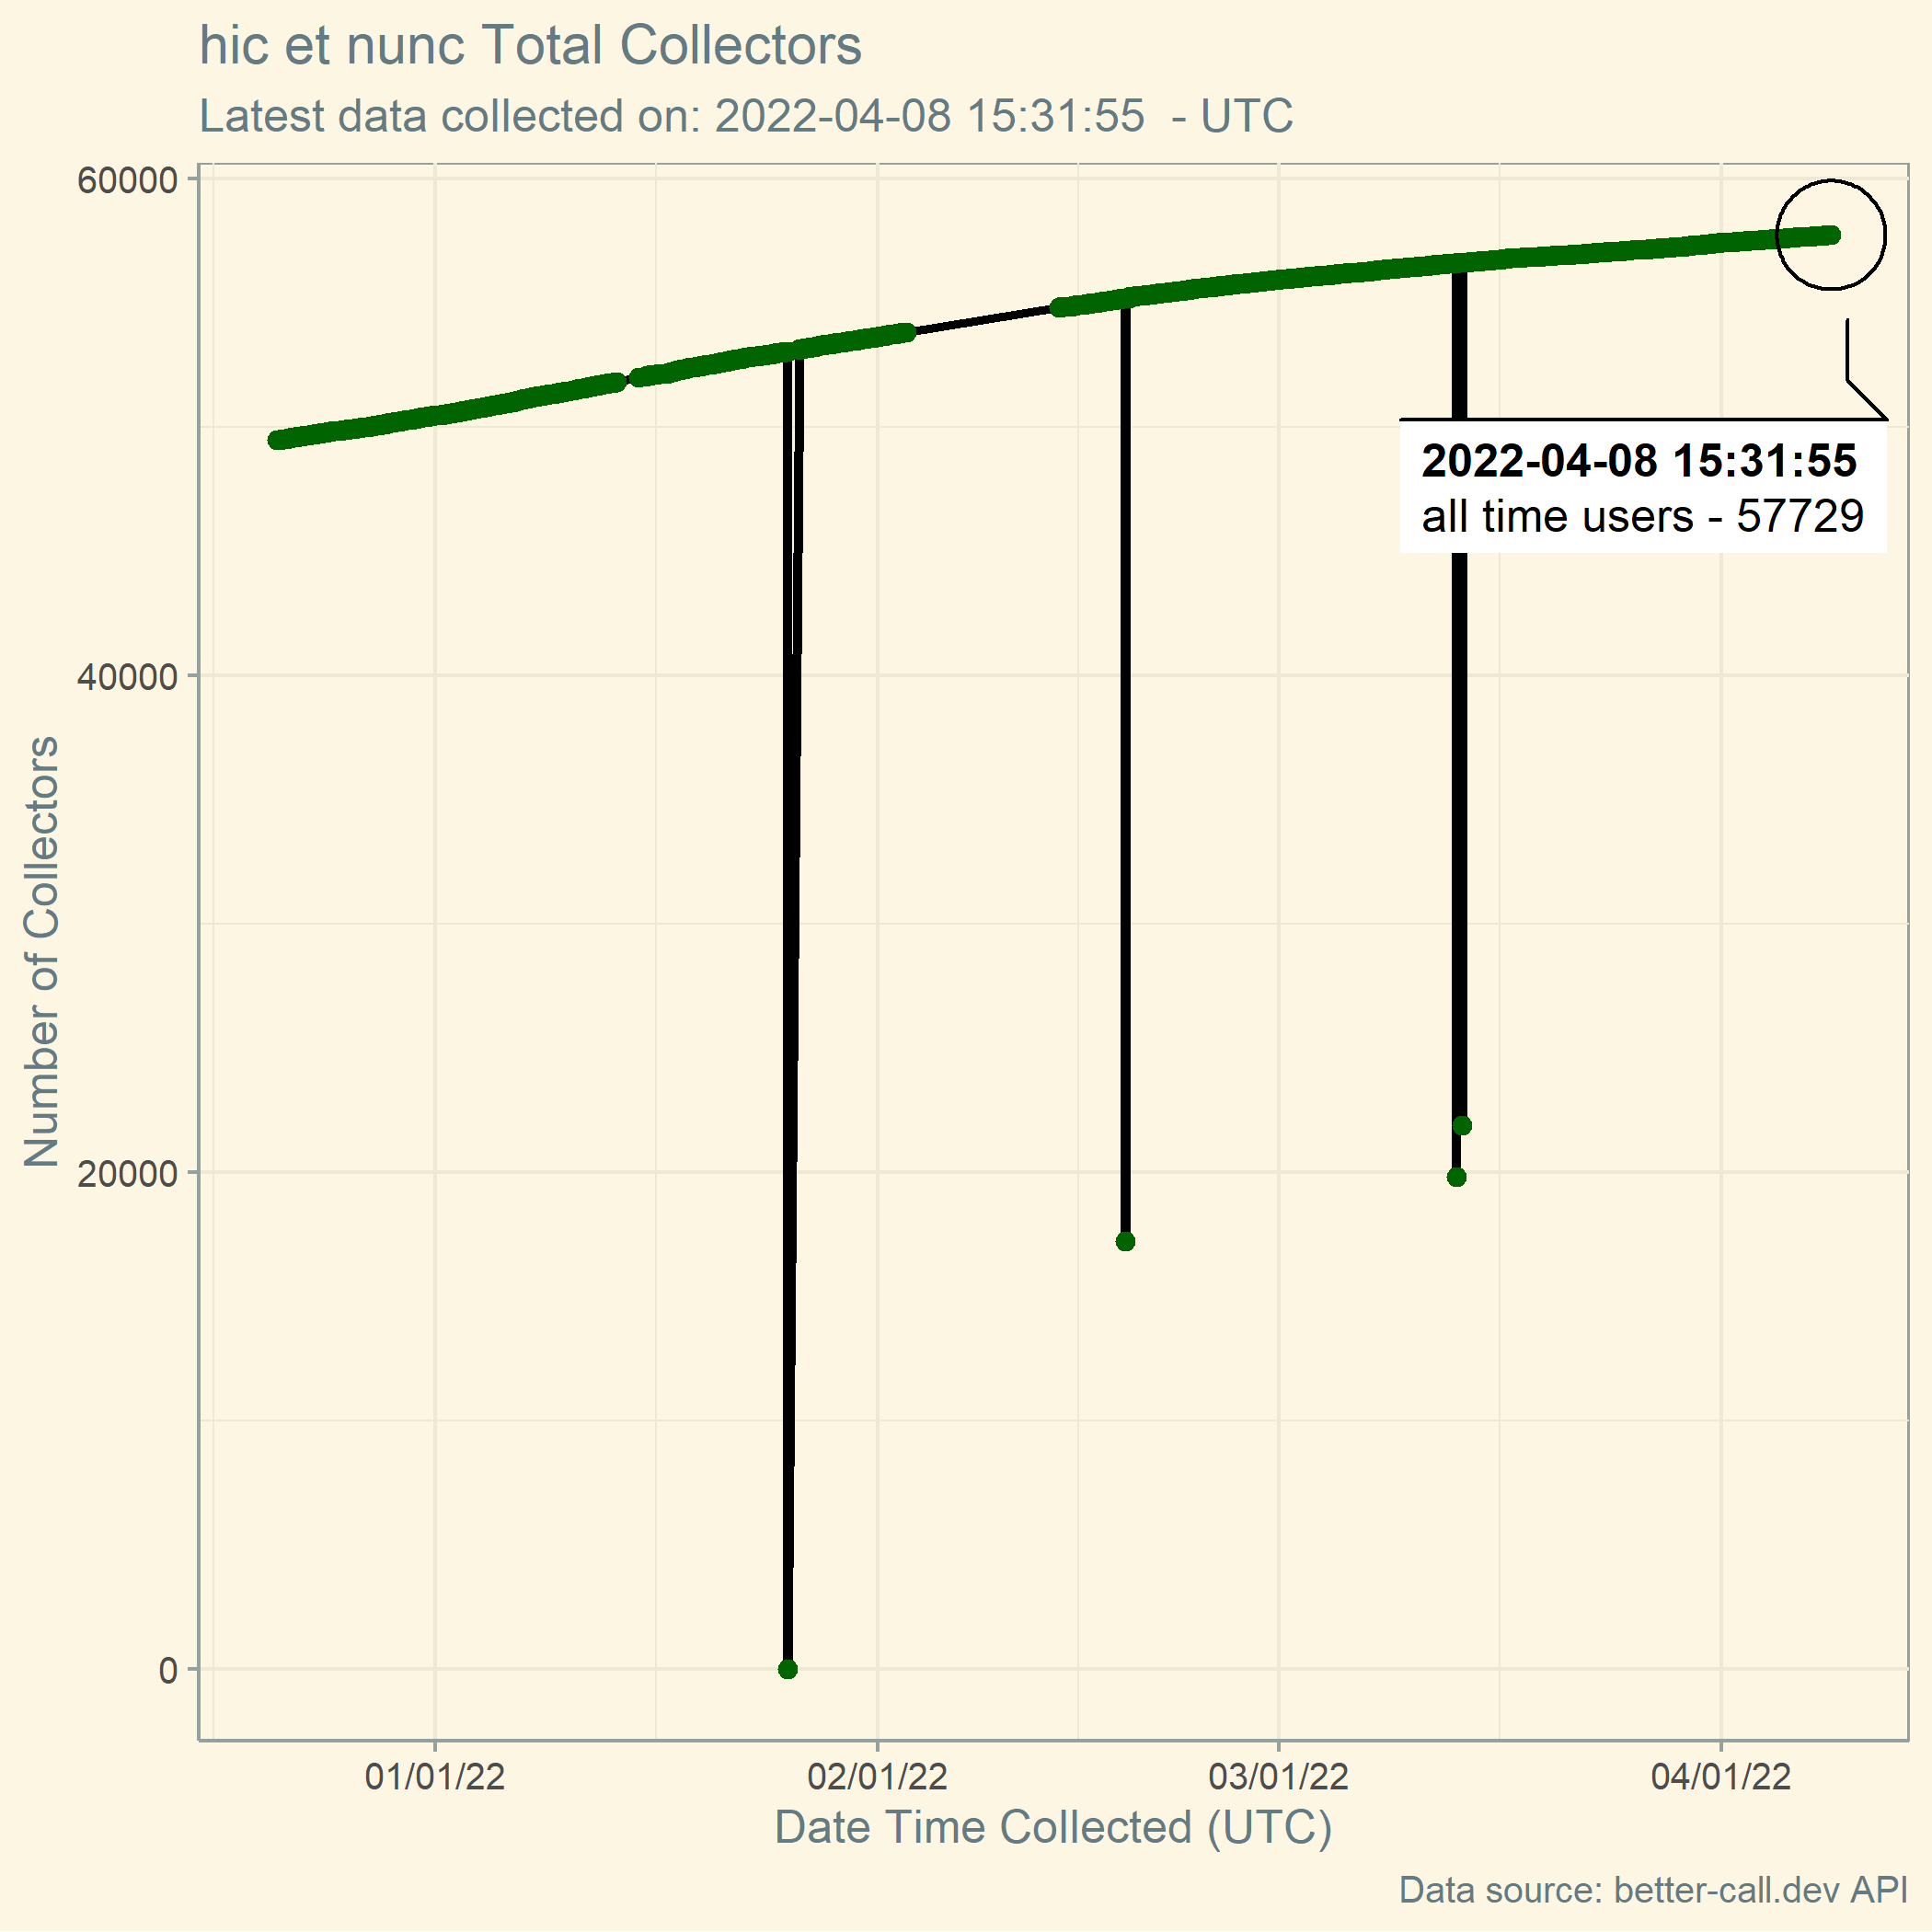 hic et nunc Total Collectors
Latest data collected on: 2022-04-08 15:31:55  - UTC
60000
40000
20000
0
Number of Collectors
2022-04-08 15:31:55
all time users - 57729
01/01/22
02/01/22
03/01/22
04/01/22
Date Time Collected (UTC)
Data source: better-call.dev API